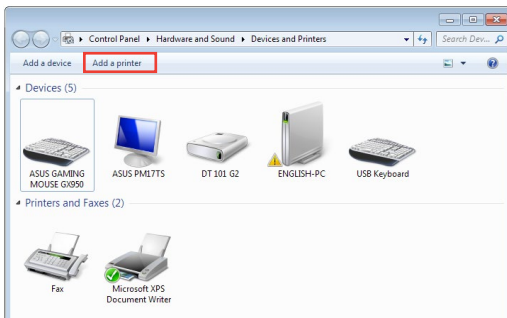 Control Panel ▸ Hardware and Sound ▸ Devices and Printers
Search Dev...
Add a device
Add a printer
Devices (5)
ASUS GAMING
MOUSE GX950
ASUS PM17TS
DT 101 G2
ENGLISH-PC
USB Keyboard
Printers and Faxes (2)
Fax
Microsoft XPS
Document Writer